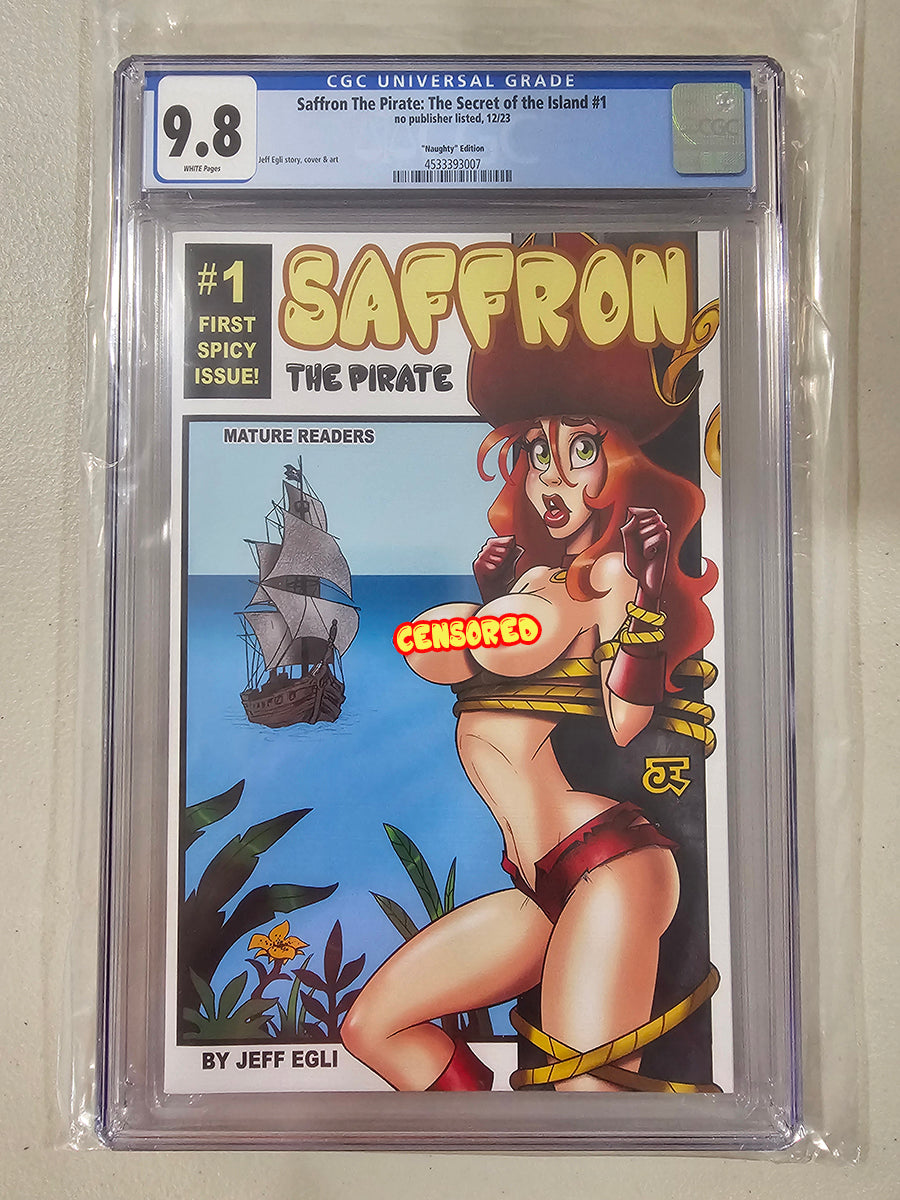 CGC UNIVERSAL GRADE
9.8
WHITE Pages
Saffron The Pirate: The Secret of the Island #1
no publisher listed, 12/23
"Naughty" Edition
Jeff Egli story, cover & art
4533393007
CGC
#1
FIRST
SPICY
ISSUE!
SAFFRON
THE PIRATE
MATURE READERS
CENSORED
JE
BY JEFF EGLI